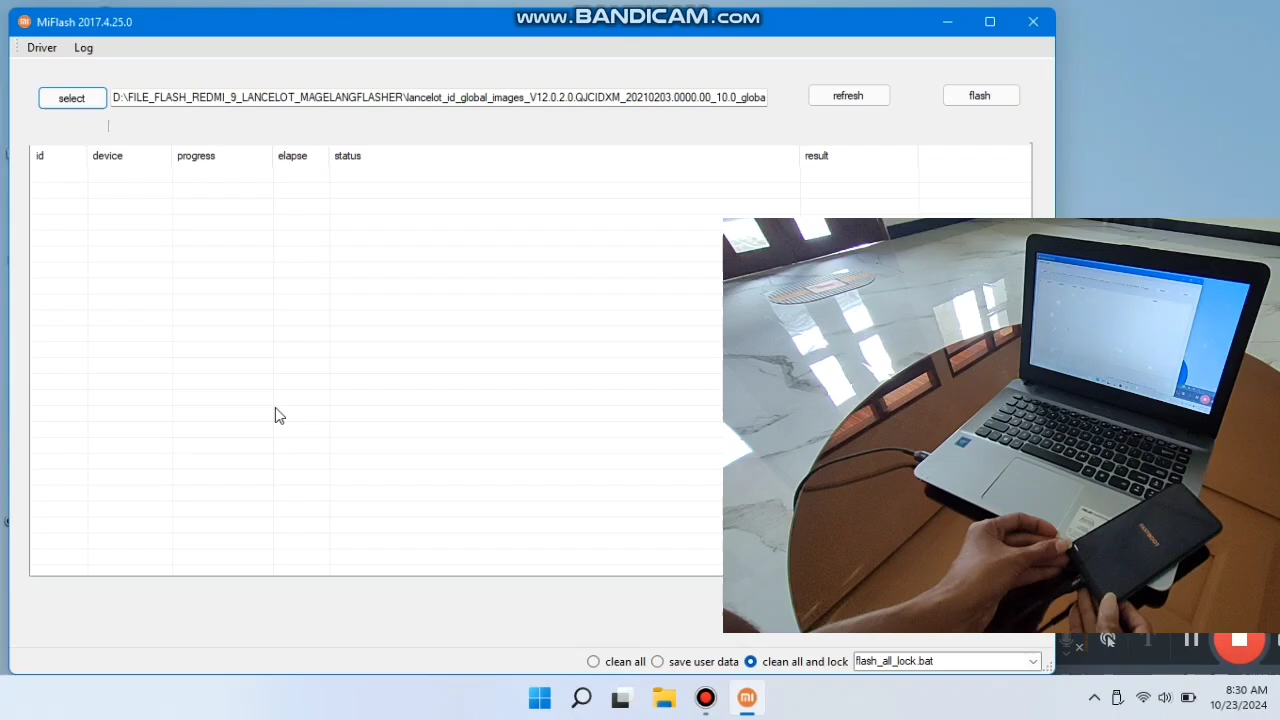 www.BANDICAM.com
MiFlash 2017.4.25.0
Driver Log
select D:\FILE_FLASH_REDMI_9_LANCELOT_MAGELANGFLASHER\lancelot_id_global_images_V12.0.2.0.QJCIDXM_20210203.0000.00_10.0_globa refresh flash
id device progress elapse status result
FASTBOOT
clean all save user data clean all and lock flash_all_lock.bat
8:30 AM
10/23/2024